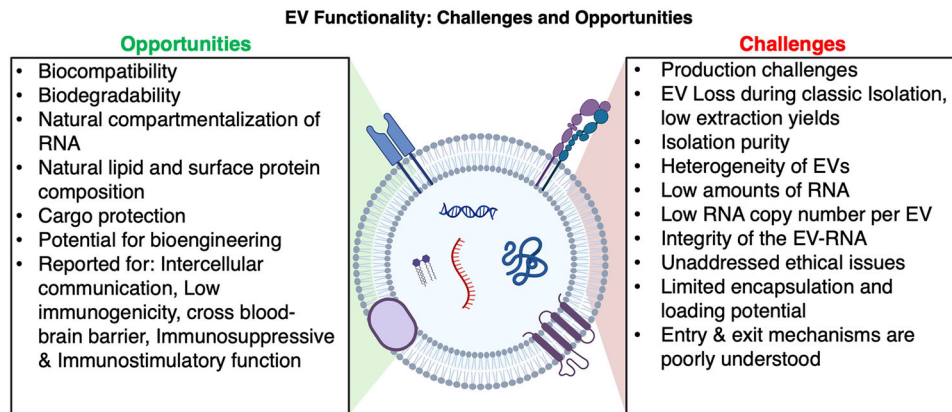 EV Functionality: Challenges and Opportunities
Opportunities
• Biocompatibility
• Biodegradability
• Natural compartmentalization of
RNA
• Natural lipid and surface protein
composition
• Cargo protection
• Potential for bioengineering
• Reported for: Intercellular
communication, Low
immunogenicity, cross blood-
brain barrier, Immunosuppressive
& Immunostimulatory function
Challenges
• Production challenges
• EV Loss during classic Isolation,
low extraction yields
• Isolation purity
• Heterogeneity of EVs
• Low amounts of RNA
• Low RNA copy number per EV
• Integrity of the EV-RNA
• Unaddressed ethical issues
• Limited encapsulation and
loading potential
• Entry & exit mechanisms are
poorly understood